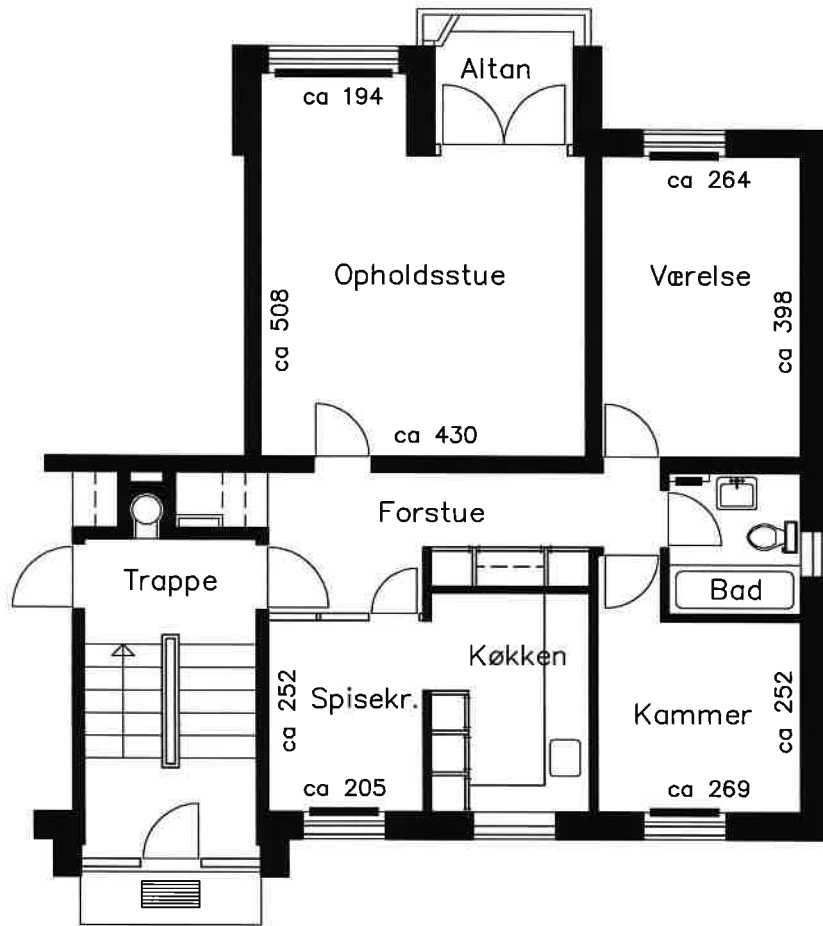 Altan
ca 194
ca 264
Opholdsstue
Værelse
ca 508
ca 398
ca 430
Forstue
Trappe
Bad
Køkken
Spisekr.
ca 252
Kammer
ca 252
ca 205
ca 269